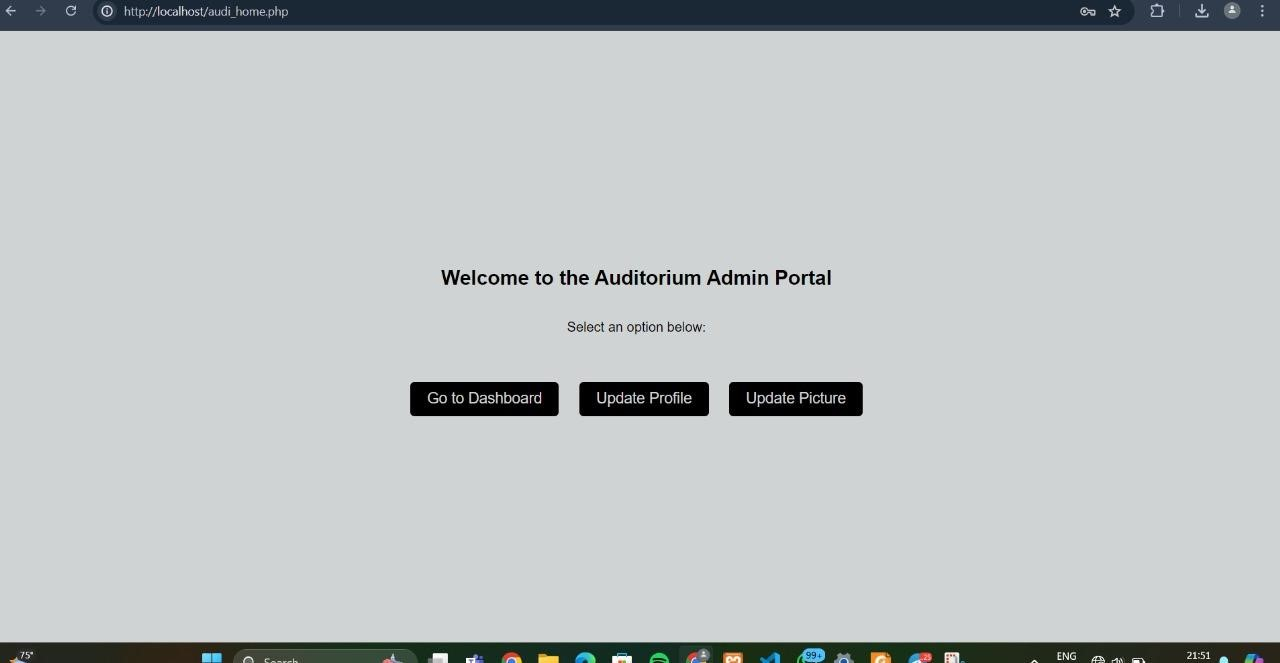 http://localhost/audi_home.php
Welcome to the Auditorium Admin Portal
Select an option below:
Go to Dashboard
Update Profile
Update Picture
75°
Search
99+
25
ENG
21:51